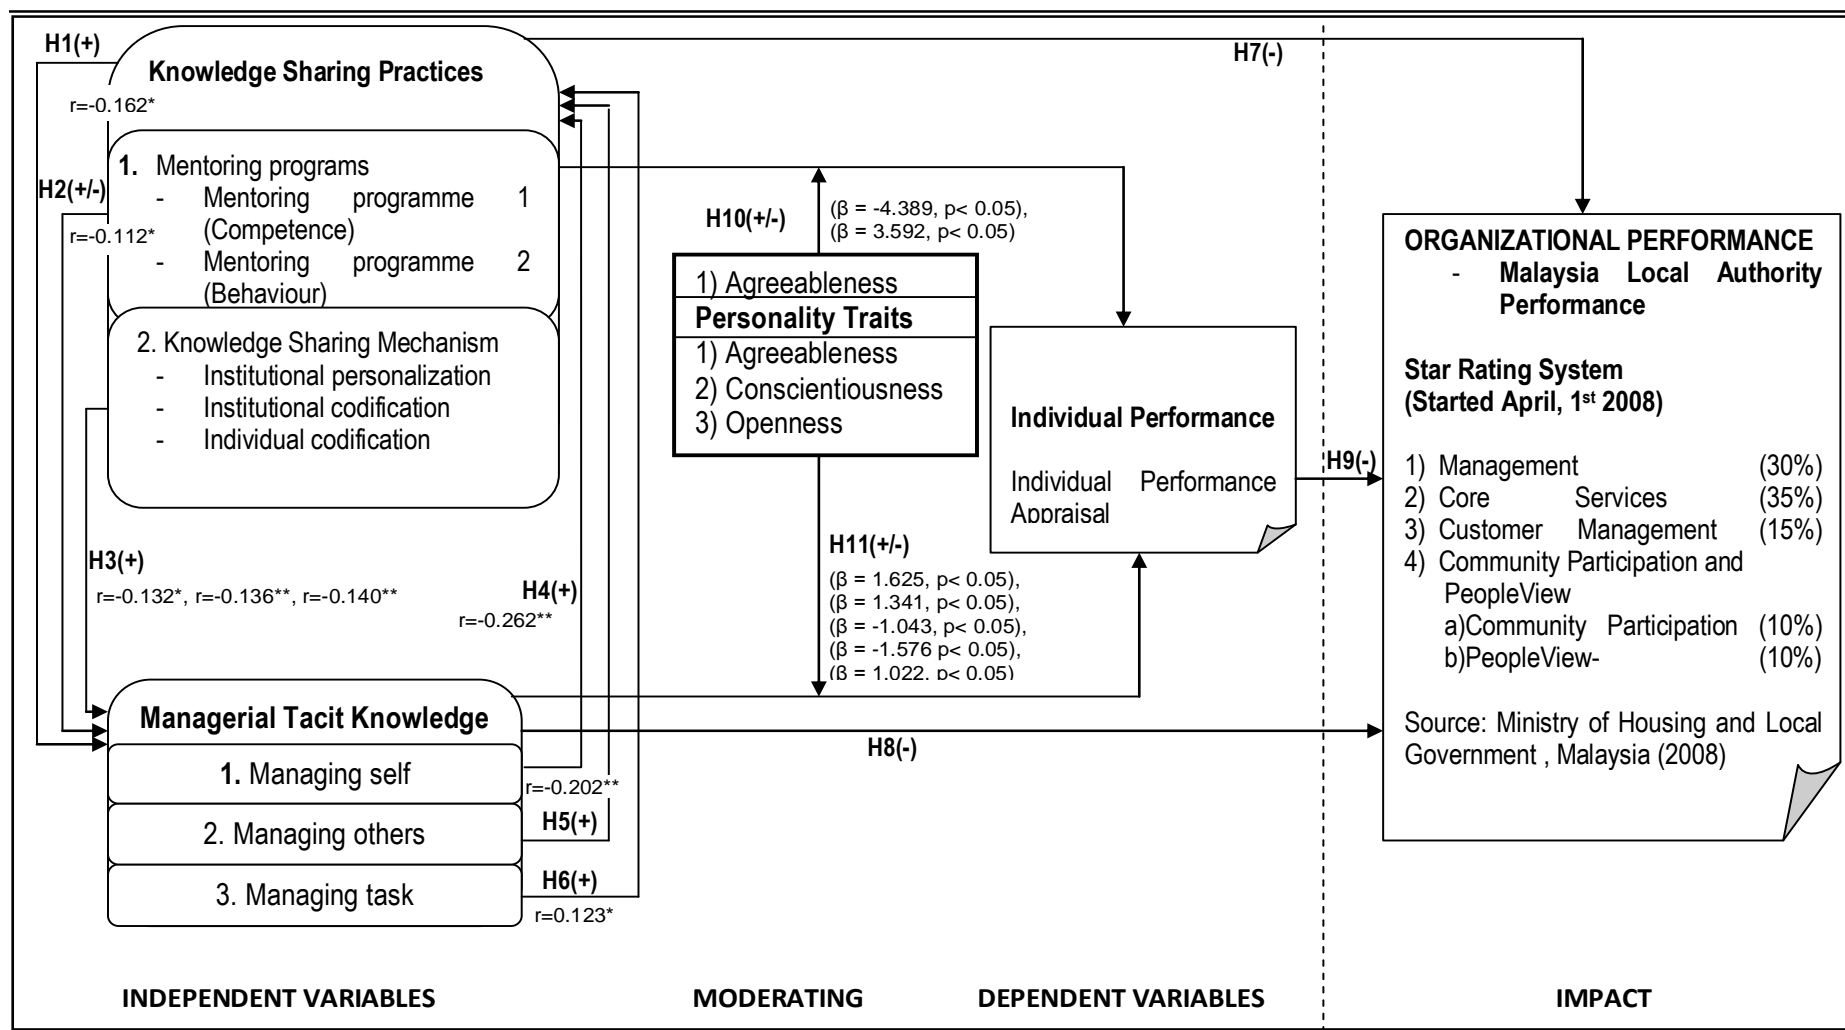 H1(+)
Knowledge Sharing Practices
r=-0.162*
1. Mentoring programs
- Mentoring programme 1
(Competence)
- Mentoring programme 2
(Behaviour)
H2(+/-)
r=-0.112*
2. Knowledge Sharing Mechanism
- Institutional personalization
- Institutional codification
- Individual codification
H3(+)
r=-0.132*, r=-0.136**, r=-0.140**
H4(+)
r=-0.262**
Managerial Tacit Knowledge
1. Managing self
r=-0.202**
2. Managing others
H5(+)
3. Managing task
H6(+)
r=0.123*
H7(-)
H10(+/-)
(β = -4.389, p< 0.05),
(β = 3.592, p< 0.05)
1) Agreeableness
Personality Traits
1) Agreeableness
2) Conscientiousness
3) Openness
H11(+/-)
(β = 1.625, p< 0.05),
(β = 1.341, p< 0.05),
(β = -1.043, p< 0.05),
(β = -1.576 p< 0.05),
(β = 1.022, p< 0.05)
H8(-)
Individual Performance
Individual Performance
Appraisal
H9(-)
ORGANIZATIONAL PERFORMANCE
- Malaysia Local Authority
Performance
Star Rating System
(Started April, 1st 2008)
1) Management (30%)
2) Core Services (35%)
3) Customer Management (15%)
4) Community Participation and
PeopleView
a)Community Participation (10%)
b)PeopleView- (10%)
Source: Ministry of Housing and Local
Government , Malaysia (2008)
INDEPENDENT VARIABLES
MODERATING
DEPENDENT VARIABLES
IMPACT